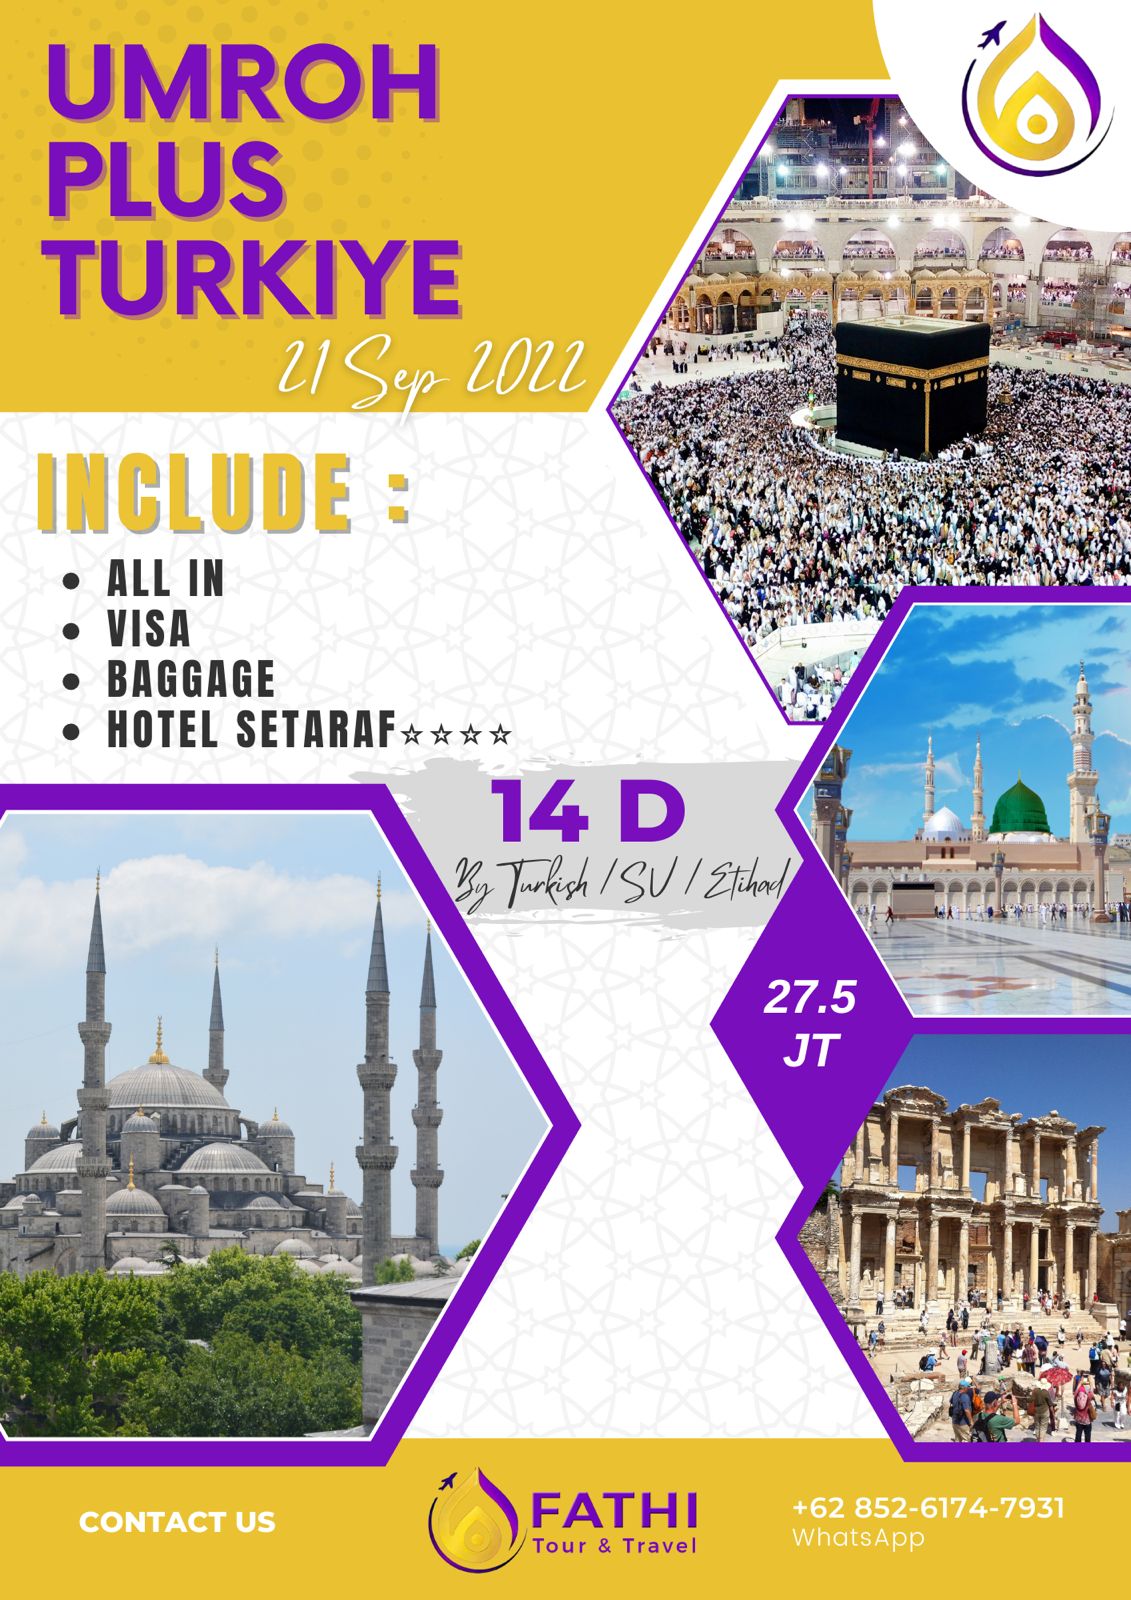 UMROH
PLUS
TURKIYE
21 Sep 2022
INCLUDE :
• ALL IN
• VISA
• BAGGAGE
• HOTEL SETARAF☆☆☆☆
14 D
By Turkish / SV / Etihad
27.5
JT
CONTACT US
FATHI
Tour & Travel
+62 852-6174-7931
WhatsApp